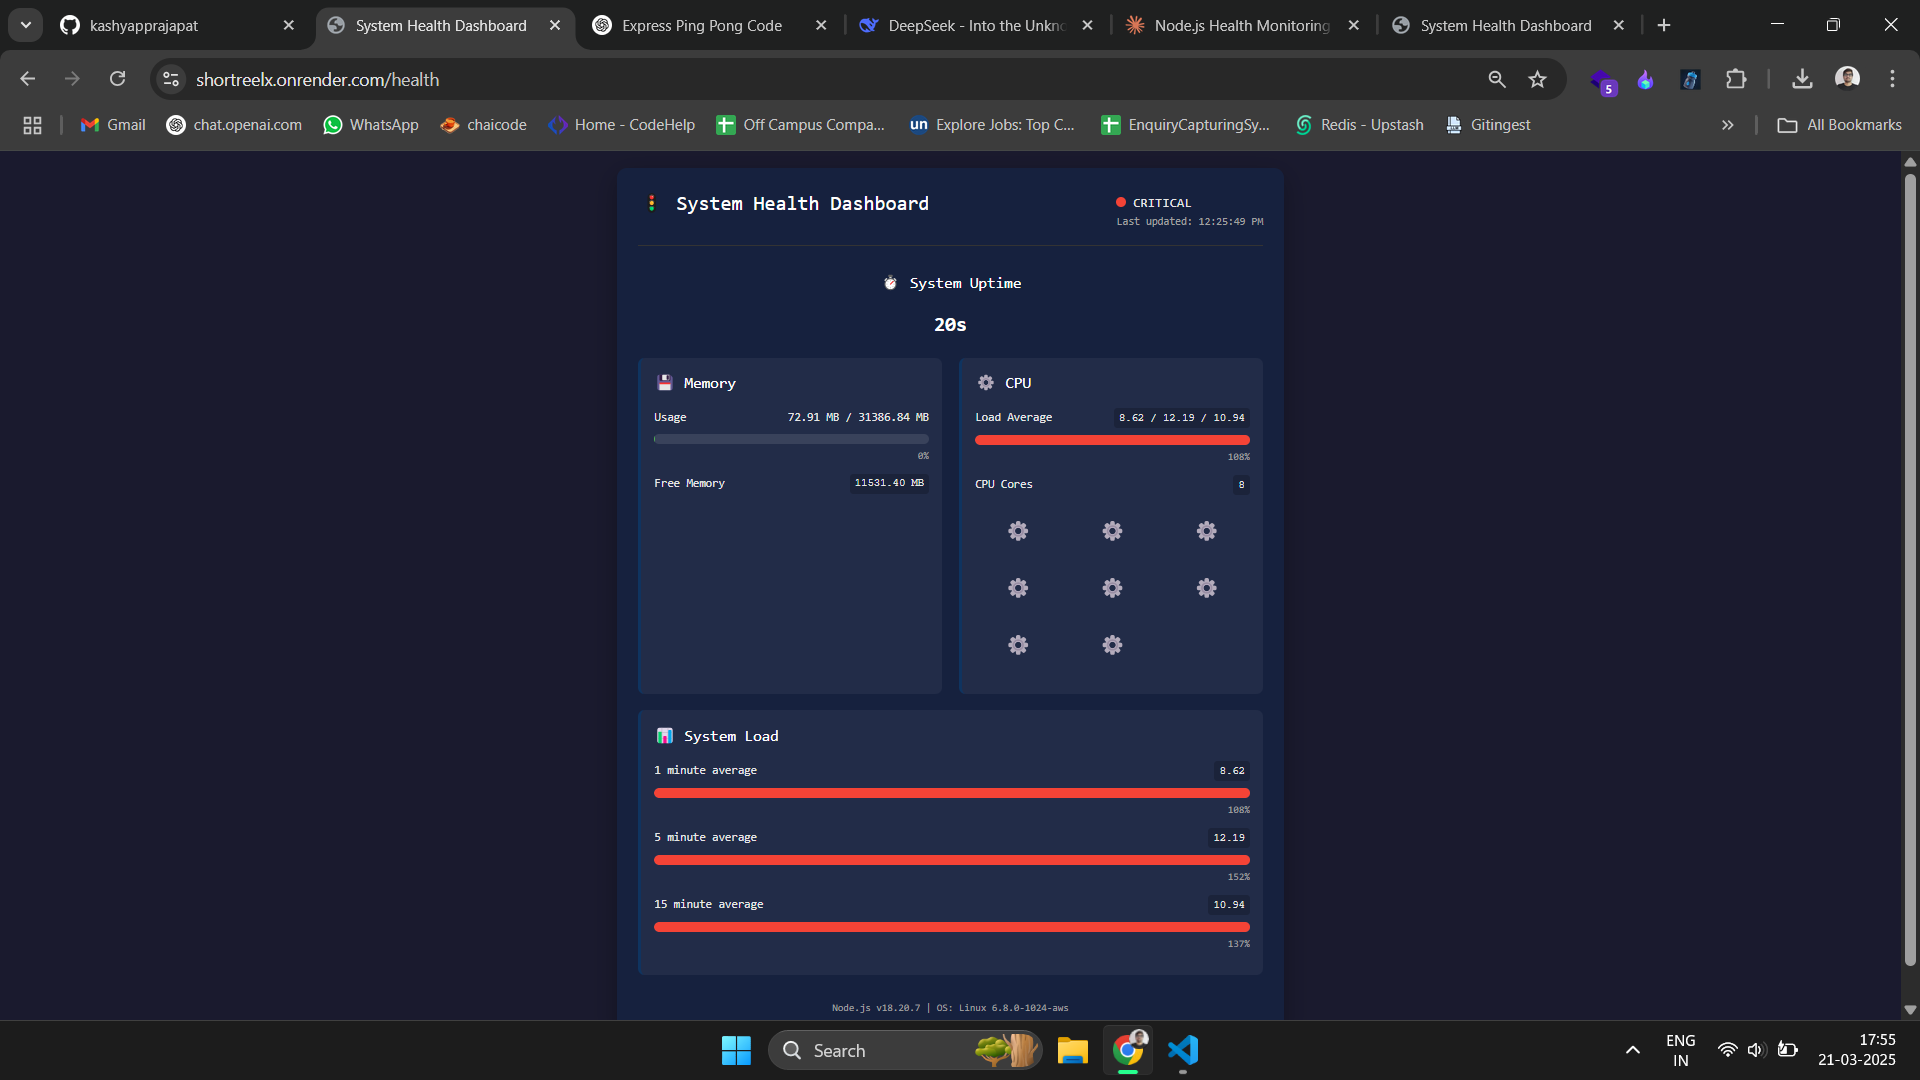 kashyapprajapat
System Health Dashboard
Express Ping Pong Code
DeepSeek - Into the Unkno
Node.js Health Monitoring
System Health Dashboard
shortreelx.onrender.com/health
5
Gmail
chat.openai.com
WhatsApp
chaicode
Home - CodeHelp
Off Campus Compa...
un
Explore Jobs: Top C...
EnquiryCapturingSy...
Redis - Upstash
Gitingest
All Bookmarks
System Health Dashboard
CRITICAL
Last updated: 12:25:49 PM
System Uptime
20s
Memory
Usage 72.91 MB / 31386.84 MB
0%
Free Memory 11531.40 MB
CPU
Load Average 8.62 / 12.19 / 10.94
108%
CPU Cores 8
System Load
1 minute average 8.62
108%
5 minute average 12.19
152%
15 minute average 10.94
137%
Node.js v18.20.7 | OS: Linux 6.8.0-1024-aws
Search
ENG
IN
17:55
21-03-2025